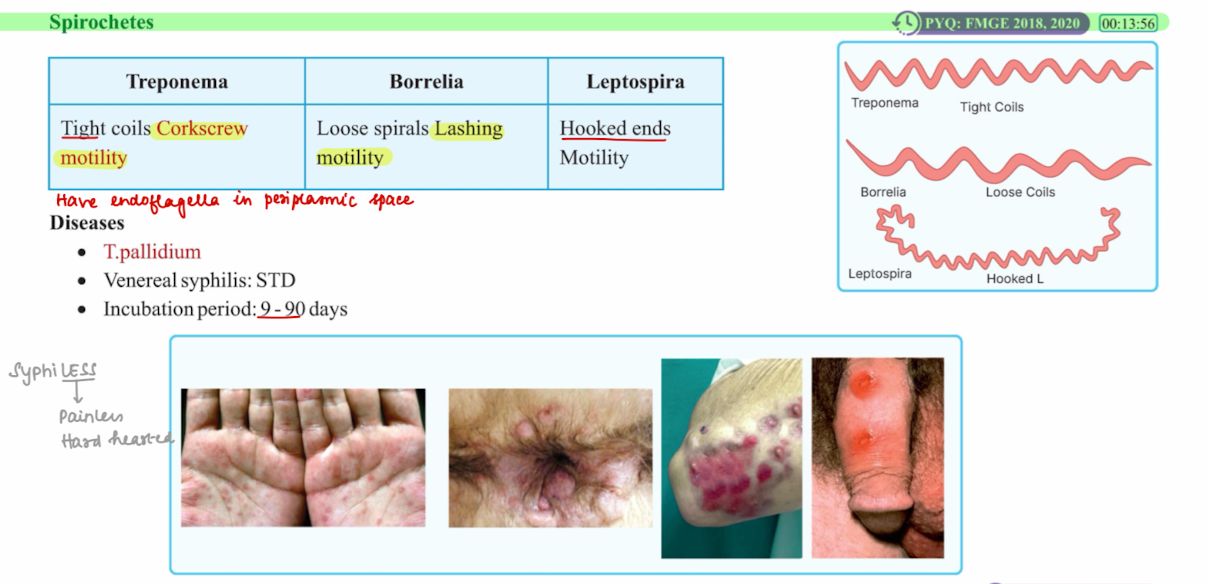 Spirochetes
PYQ: FMGE 2018, 2020
00:13:56
Treponema Borrelia Leptospira
Tight coils Corkscrew motility
Loose spirals Lashing motility
Hooked ends Motility
Have endoflagella in periplasmic space
Treponema Tight Coils
Borrelia Loose Coils
Leptospira Hooked L
Diseases
• T.pallidium
• Venereal syphilis: STD
• Incubation period: 9 - 90 days
SyphiLESS
↓
Painless
Hard hearted